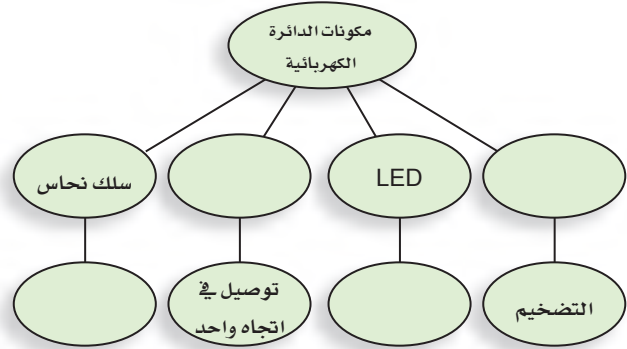 مكونات الدائرة
الكهربائية
سلك نحاس
LED
توصيل في
اتجاه واحد
التضخيم